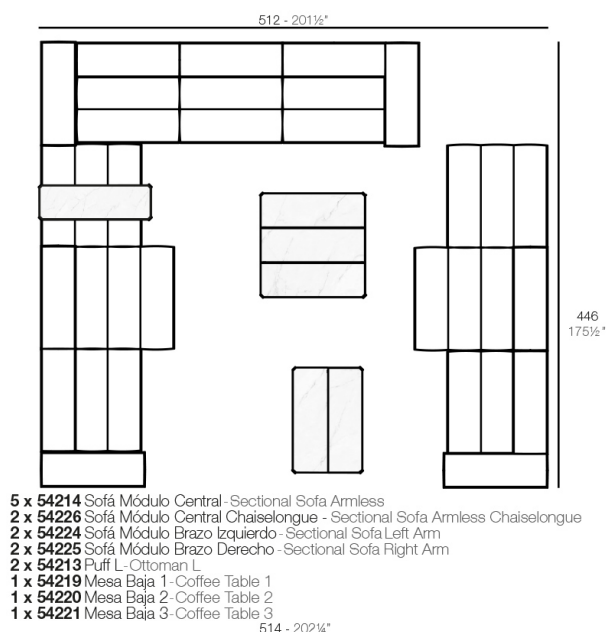 512 - 201½"
446
175½"
5 x 54214 Sofá Módulo Central - Sectional Sofa Armless
2 x 54226 Sofá Módulo Central Chaiselongue - Sectional Sofa Armless Chaiselongue
2 x 54224 Sofá Módulo Brazo Izquierdo - Sectional Sofa Left Arm
2 x 54225 Sofá Módulo Brazo Derecho - Sectional Sofa Right Arm
2 x 54213 Puff L - Ottoman L
1 x 54219 Mesa Baja 1 - Coffee Table 1
1 x 54220 Mesa Baja 2 - Coffee Table 2
1 x 54221 Mesa Baja 3 - Coffee Table 3
514 - 202¼"